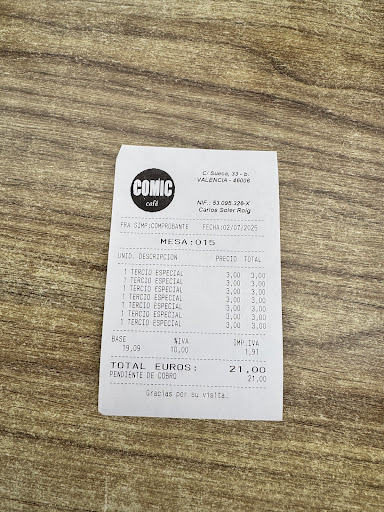 COMIC
café
C/ Sueca, 33 - b.
VALENCIA - 46006
NIF.: 53.095.326-X
Carlos Soler Roig
FRA SIMP:COMPROBANTE FECHA:02/07/2025
MESA:015
UNID. DESCRIPCION PRECIO TOTAL
1 TERCIO ESPECIAL 3,00 3,00
1 TERCIO ESPECIAL 3,00 3,00
1 TERCIO ESPECIAL 3,00 3,00
1 TERCIO ESPECIAL 3,00 3,00
1 TERCIO ESPECIAL 3,00 3,00
1 TERCIO ESPECIAL 3,00 3,00
1 TERCIO ESPECIAL 3,00 3,00
BASE %IVA IMP.IVA
19,09 10,00 1,91
TOTAL EUROS: 21,00
PENDIENTE DE COBRO 21,00
Gracias por su visita.